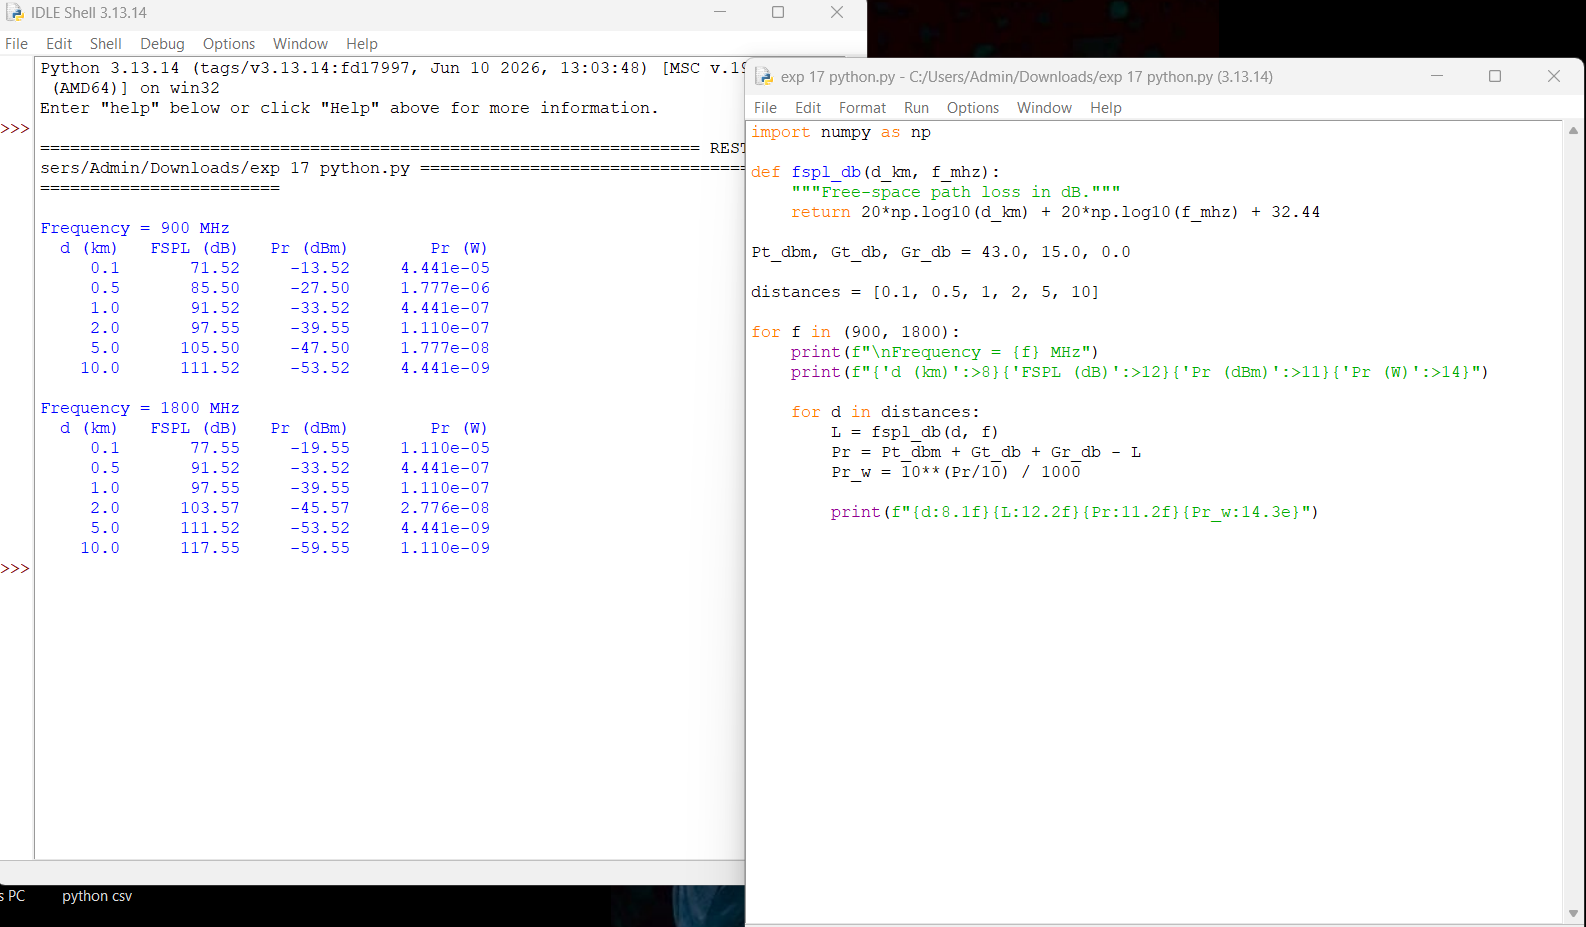 IDLE Shell 3.13.14
File Edit Shell Debug Options Window Help
Python 3.13.14 (tags/v3.13.14:fd17997, Jun 10 2026, 13:03:48) [MSC v.19
(AMD64)] on win32
Enter "help" below or click "Help" above for more information.
>>>
================================================================== REST
sers/Admin/Downloads/exp 17 python.py =================================
========================
Frequency = 900 MHz
d (km) FSPL (dB) Pr (dBm) Pr (W)
0.1 71.52 -13.52 4.441e-05
0.5 85.50 -27.50 1.777e-06
1.0 91.52 -33.52 4.441e-07
2.0 97.55 -39.55 1.110e-07
5.0 105.50 -47.50 1.777e-08
10.0 111.52 -53.52 4.441e-09
Frequency = 1800 MHz
d (km) FSPL (dB) Pr (dBm) Pr (W)
0.1 77.55 -19.55 1.110e-05
0.5 91.52 -33.52 4.441e-07
1.0 97.55 -39.55 1.110e-07
2.0 103.57 -45.57 2.776e-08
5.0 111.52 -53.52 4.441e-09
10.0 117.55 -59.55 1.110e-09
>>>
exp 17 python.py - C:/Users/Admin/Downloads/exp 17 python.py (3.13.14)
File Edit Format Run Options Window Help
import numpy as np
def fspl_db(d_km, f_mhz):
    """Free-space path loss in dB."""
    return 20*np.log10(d_km) + 20*np.log10(f_mhz) + 32.44
Pt_dbm, Gt_db, Gr_db = 43.0, 15.0, 0.0
distances = [0.1, 0.5, 1, 2, 5, 10]
for f in (900, 1800):
    print(f"\nFrequency = {f} MHz")
    print(f"{'d (km)':>8}{'FSPL (dB)':>12}{'Pr (dBm)':>11}{'Pr (W)':>14}")
    for d in distances:
        L = fspl_db(d, f)
        Pr = Pt_dbm + Gt_db + Gr_db - L
        Pr_w = 10**(Pr/10) / 1000
        print(f"{d:8.1f}{L:12.2f}{Pr:11.2f}{Pr_w:14.3e}")
s PC
python csv